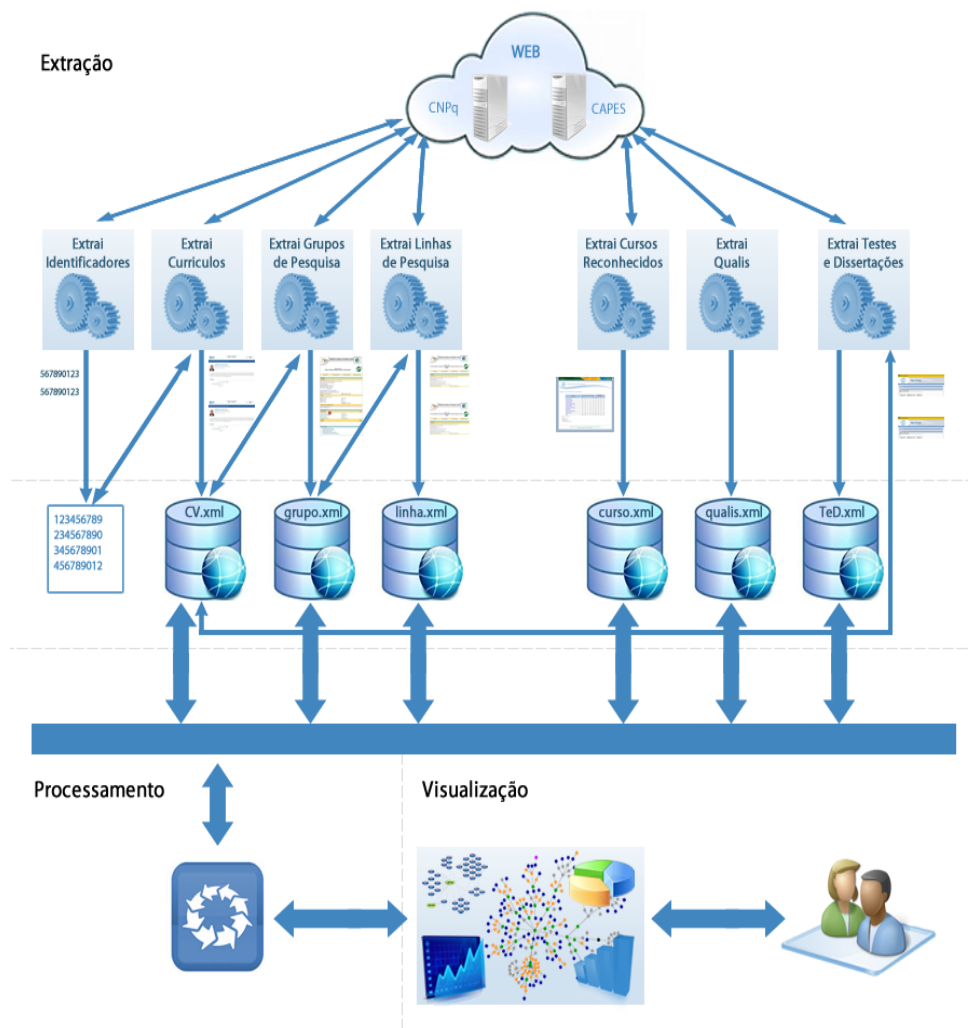 Extração
WEB
CNPq
CAPES
Extrai
Identificadores
Extrai
Curriculos
Extrai Grupos
de Pesquisa
Extrai Linhas
de Pesquisa
Extrai Cursos
Reconhecidos
Extrai
Qualis
Extrai Testes
e Dissertações
567890123
567890123
123456789
234567890
345678901
456789012
CV.xml
grupo.xml
linha.xml
curso.xml
qualis.xml
TeD.xml
Processamento
Visualização